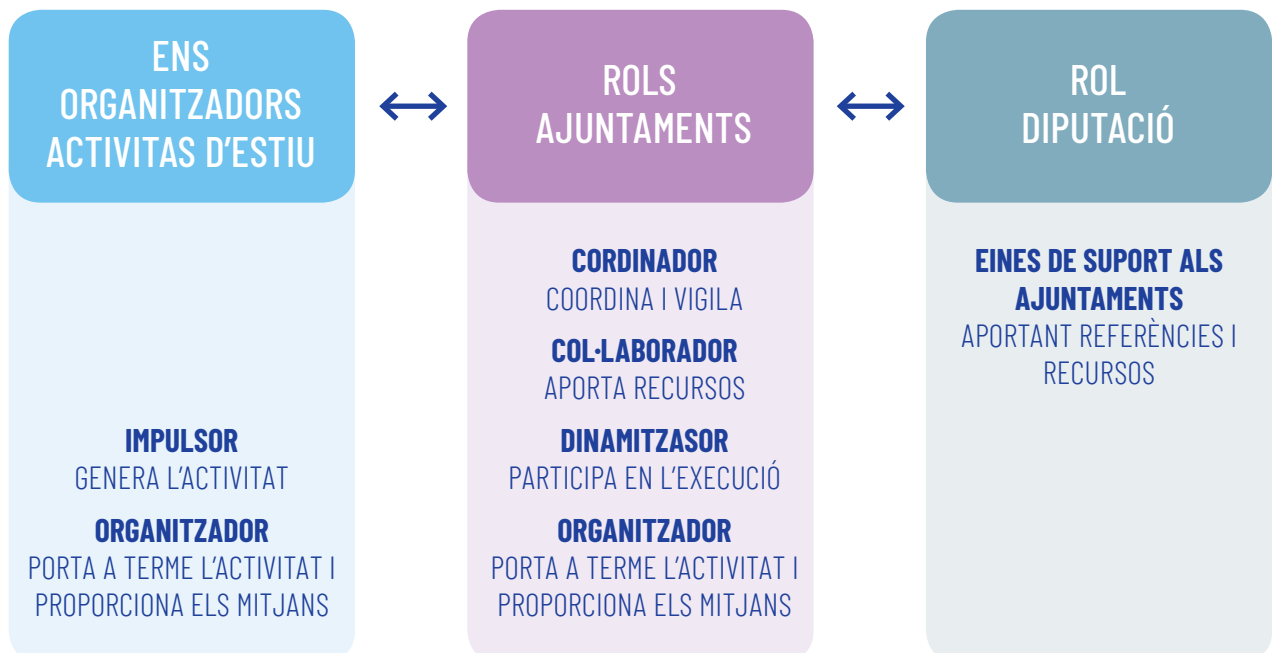 ENS
ORGANITZADORS
ACTIVITAS D'ESTIU
IMPULSOR
GENERA L'ACTIVITAT
ORGANITZADOR
PORTA A TERME L'ACTIVITAT I
PROPORCIONA ELS MITJANS
ROLS
AJUNTAMENTS
CORDINADOR
COORDINA I VIGILA
COL·LABORADOR
APORTA RECURSOS
DINAMITZASOR
PARTICIPA EN L'EXECUCIÓ
ORGANITZADOR
PORTA A TERME L'ACTIVITAT I
PROPORCIONA ELS MITJANS
ROL
DIPUTACIÓ
EINES DE SUPORT ALS
AJUNTAMENTS
APORTANT REFERÈNCIES I
RECURSOS